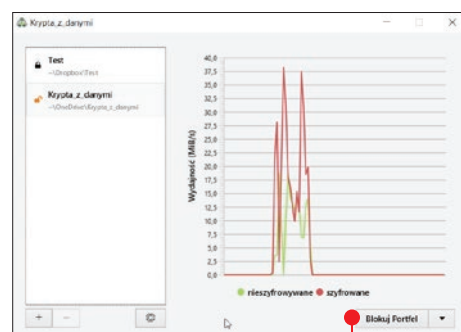 Krypta_z_danymi
Test
~\Dropbox\Test
Krypta_z_danymi
~\OneDrive\Krypta_z_danymi
Wydajność (MiB/s)
40,0
37,5
35,0
32,5
30,0
27,5
25,0
22,5
20,0
17,5
15,0
12,5
10,0
7,5
5,0
2,5
0,0
nieszyfrowywane szyfrowane
Blokuj Portfel